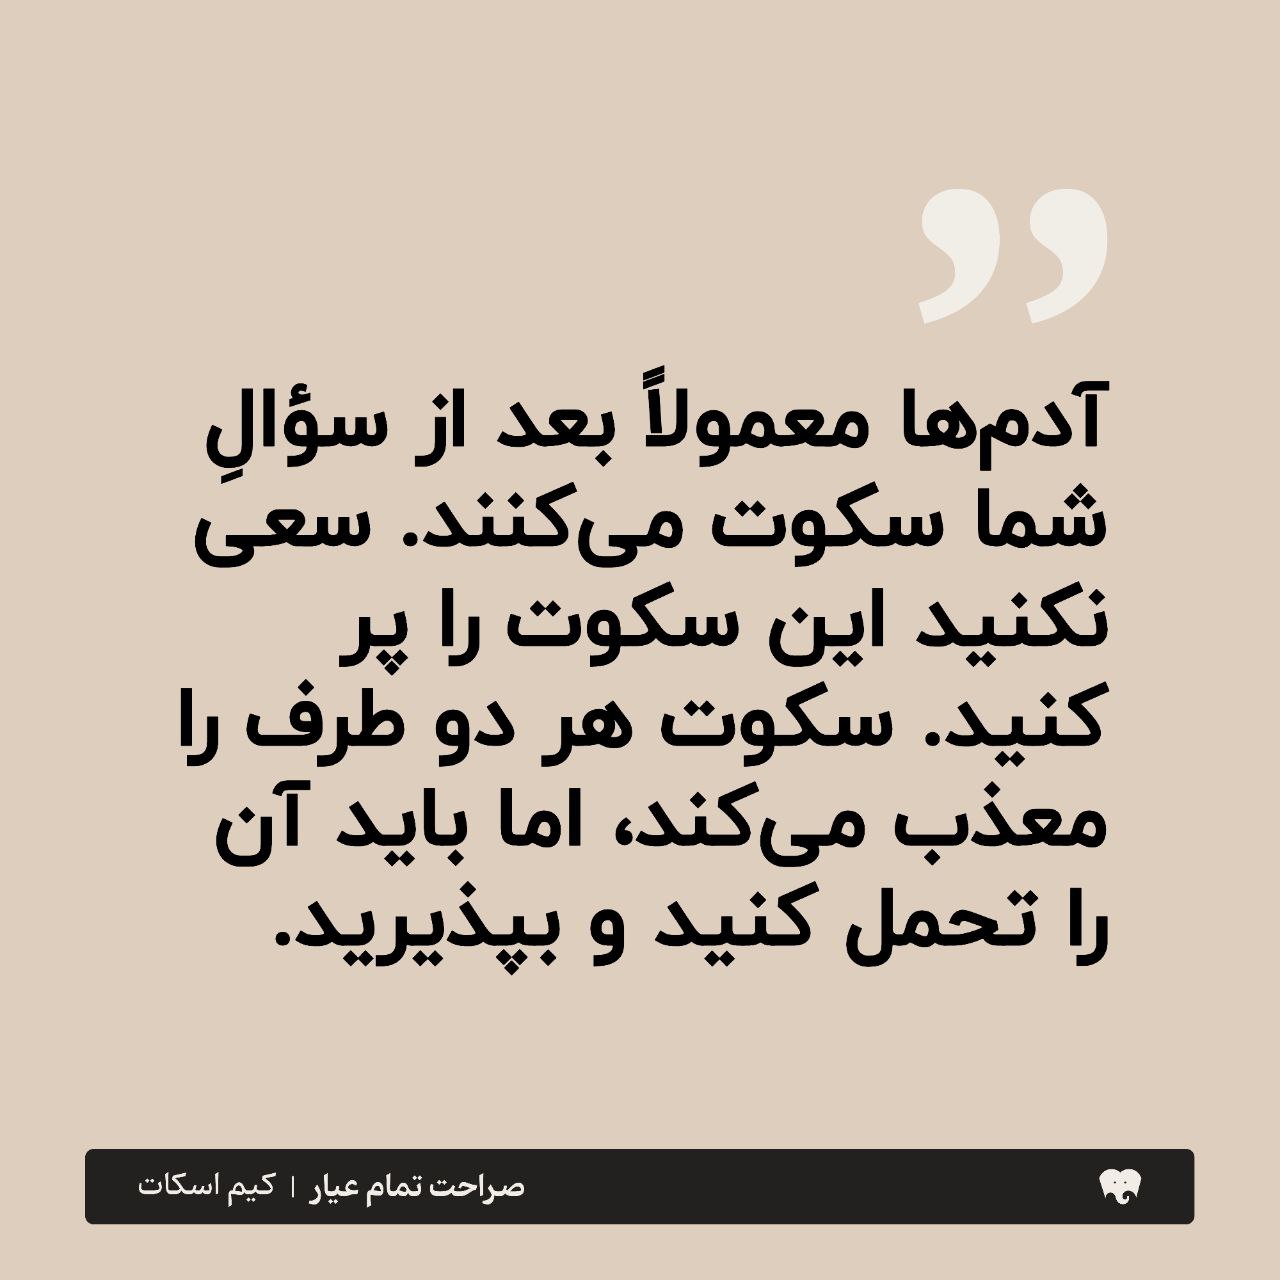 آدم‌ها معمولاً بعد از سؤالِ
شما سکوت می‌کنند. سعی
نکنید این سکوت را پر
کنید. سکوت هر دو طرف را
معذب می‌کند، اما باید آن
را تحمل کنید و بپذیرید.
صراحت تمام عیار | کیم اسکات